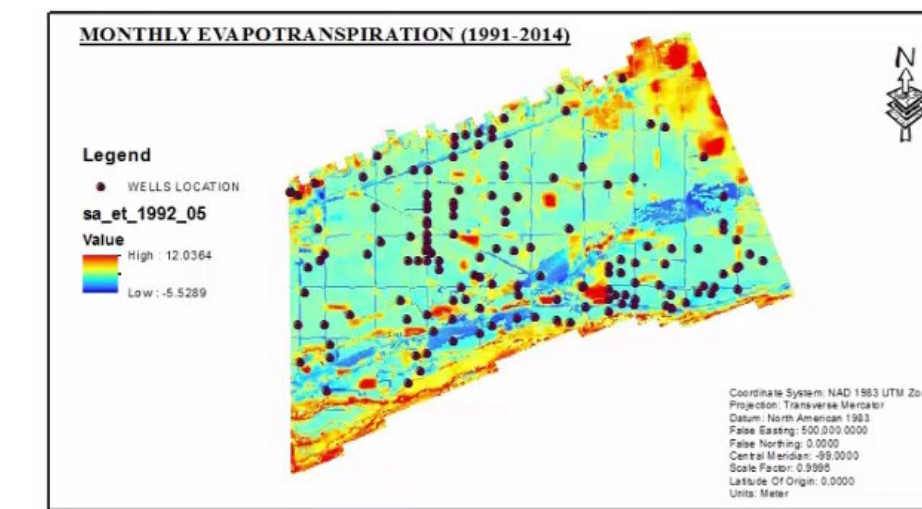 MONTHLY EVAPOTRANSPIRATION (1991-2014)
N
Legend
WELLS LOCATION
sa_et_1992_05
Value
High : 12.0364
Low : -5.5289
Coordinate System: NAD 1983 UTM Zo
Projection: Transverse Mercator
Datum: North American 1983
False Easting: 500,000.0000
False Northing: 0.0000
Central Meridian: -99.0000
Scale Factor: 0.9996
Latitude Of Origin: 0.0000
Units: Meter